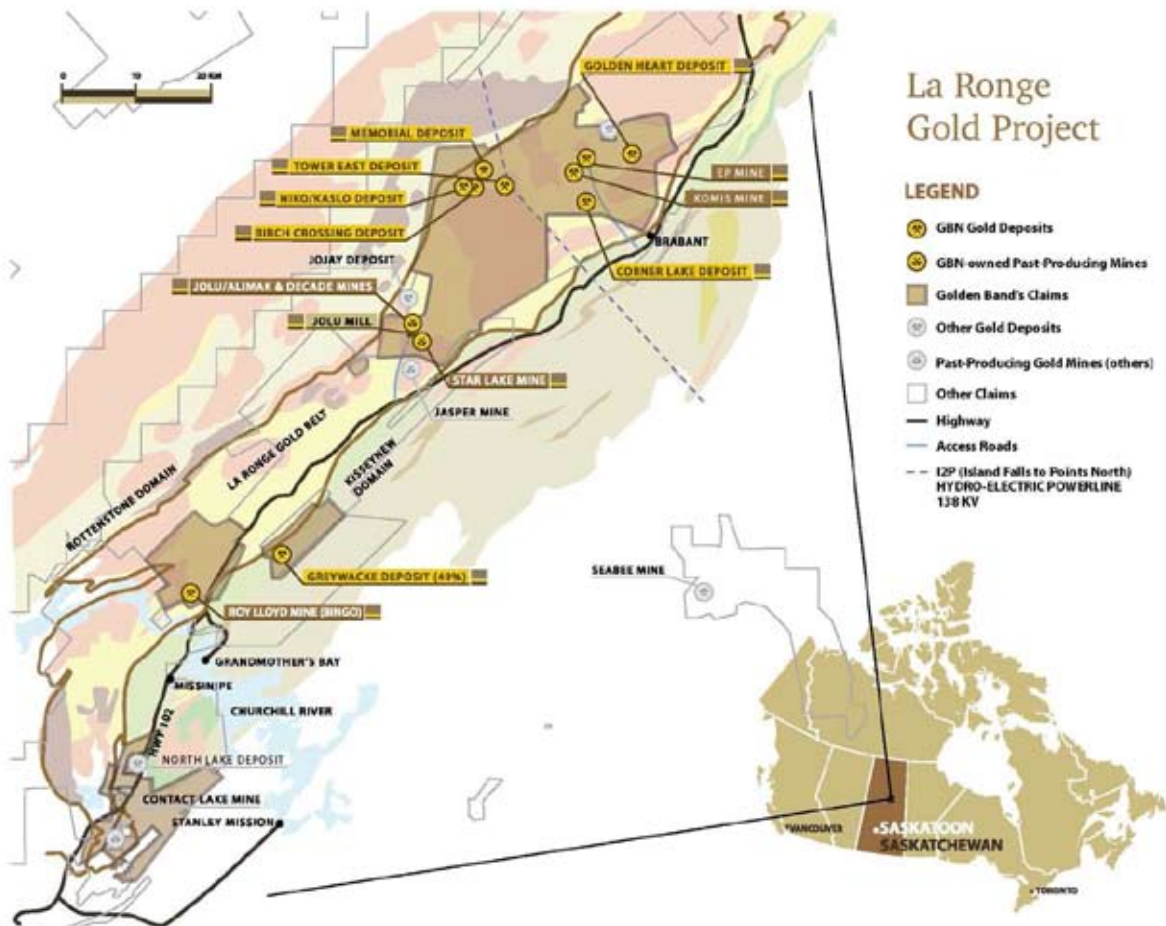 0 10 20 KM
La Ronge
Gold Project
LEGEND
GBN Gold Deposits
GBN-owned Past-Producing Mines
Golden Band's Claims
Other Gold Deposits
Past-Producing Gold Mines (others)
Other Claims
Highway
Access Roads
I2P (Island Falls to Points North)
HYDRO-ELECTRIC POWERLINE
138 KV
GOLDEN HEART DEPOSIT
MEMORIAL DEPOSIT
TOWER EAST DEPOSIT
EP MINE
NIKO/KASLO DEPOSIT
KOMIS MINE
BIRCH CROSSING DEPOSIT
BRABANT
JOJAY DEPOSIT
CORNER LAKE DEPOSIT
JOLU/ALIMAK & DECADE MINES
JOLU MILL
STAR LAKE MINE
JASPER MINE
LA RONGE GOLD BELT
KISSEYNEW
DOMAIN
ROTTENSTONE DOMAIN
SEABEE MINE
GREYWACKE DEPOSIT (40%)
ROY LLOYD MINE (BINGO)
GRANDMOTHER'S BAY
MISSINIPE
CHURCHILL RIVER
HWY 102
NORTH LAKE DEPOSIT
CONTACT LAKE MINE
STANLEY MISSION
VANCOUVER
SASKATOON
SASKATCHEWAN
TORONTO